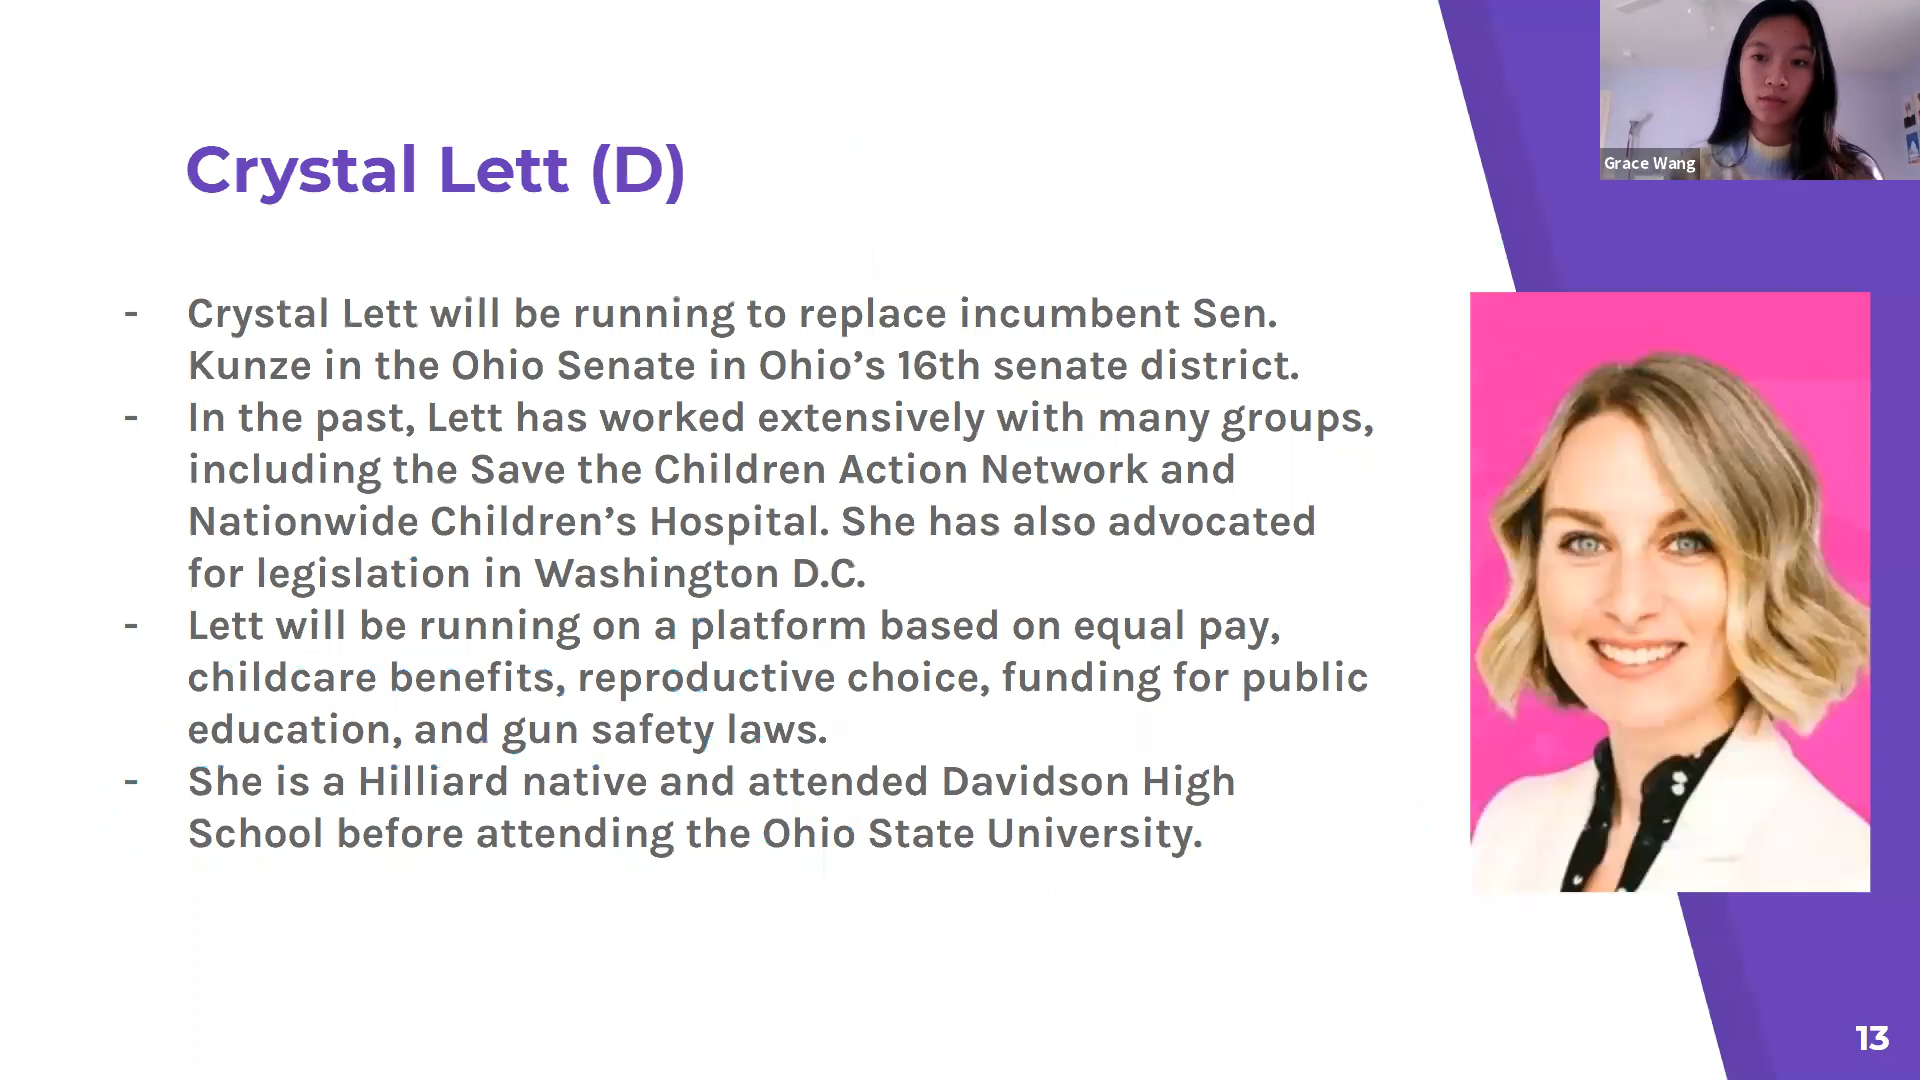 Grace Wang
Crystal Lett (D)
- Crystal Lett will be running to replace incumbent Sen.
Kunze in the Ohio Senate in Ohio’s 16th senate district.
- In the past, Lett has worked extensively with many groups,
including the Save the Children Action Network and
Nationwide Children’s Hospital. She has also advocated
for legislation in Washington D.C.
- Lett will be running on a platform based on equal pay,
childcare benefits, reproductive choice, funding for public
education, and gun safety laws.
- She is a Hilliard native and attended Davidson High
School before attending the Ohio State University.
13